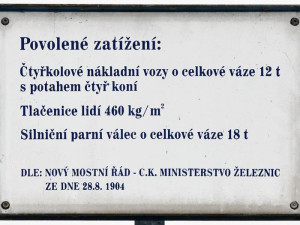 Povolené zatížení:
Čtyřkolové nákladní vozy o celkové váze 12 t
s potahem čtyř koní
Tlačenice lidí 460 kg/m²
Silniční parní válec o celkové váze 18 t
DLE: NOVÝ MOSTNÍ ŘÁD - C.K. MINISTERSTVO ŽELEZNIC
ZE DNE 28.8. 1904